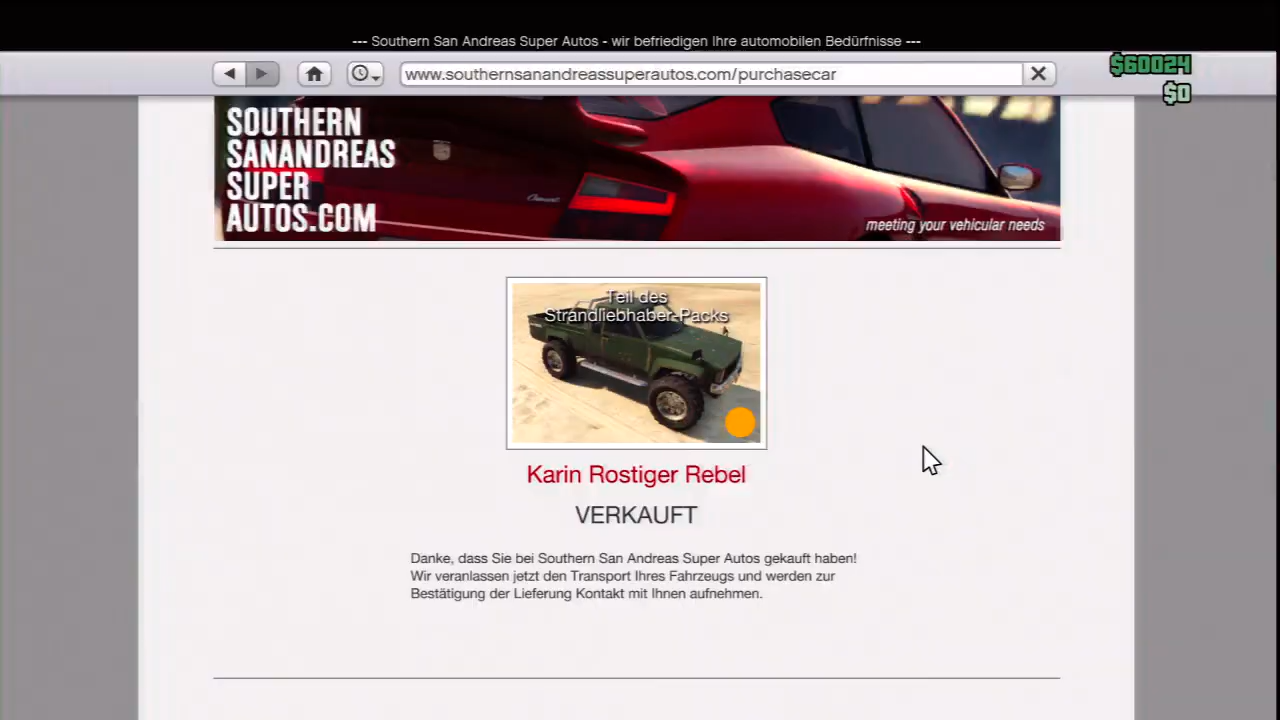 --- Southern San Andreas Super Autos - wir befriedigen Ihre automobilen Bedürfnisse ---
www.southernsanandreassuperautos.com/purchasecar
$60024
$0
SOUTHERN
SANANDREAS
SUPER
AUTOS.COM
meeting your vehicular needs
Teil des
Strandliebhaber-Packs
Karin Rostiger Rebel
VERKAUFT
Danke, dass Sie bei Southern San Andreas Super Autos gekauft haben!
Wir veranlassen jetzt den Transport Ihres Fahrzeugs und werden zur
Bestätigung der Lieferung Kontakt mit Ihnen aufnehmen.